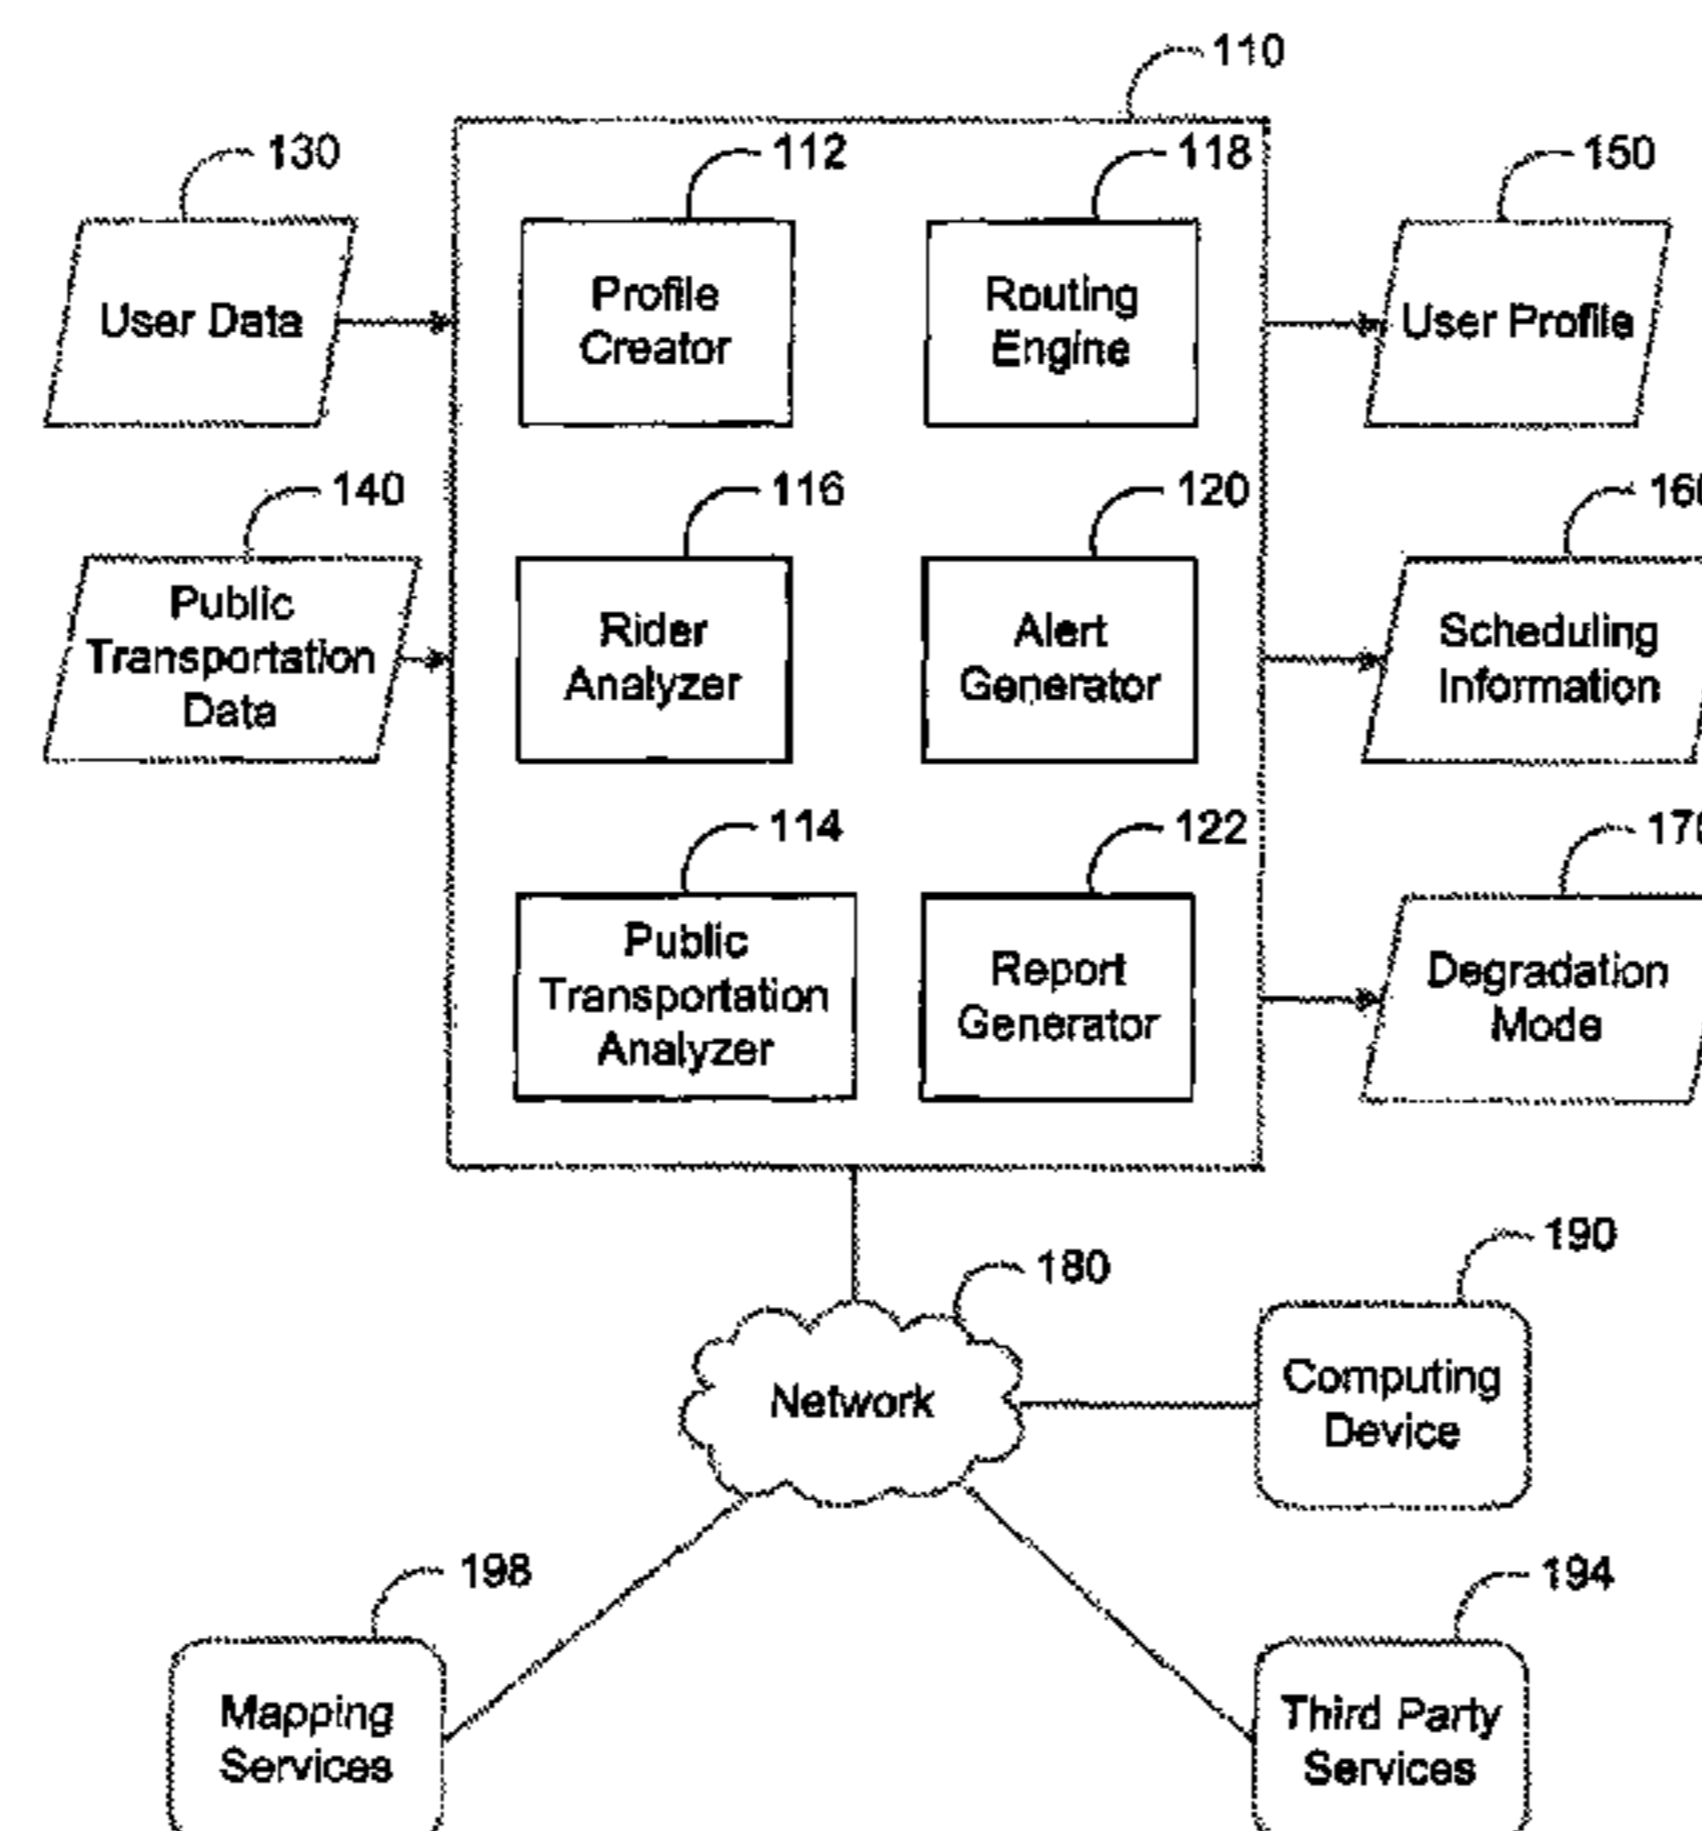 110
130
112
118
150
User Data
Profile
Creator
Routing
Engine
User Profile
140
116
120
Public
Transportation
Data
Rider
Analyzer
Alert
Generator
Scheduling
Information
114
122
Public
Transportation
Analyzer
Report
Generator
Degradation
Mode
180
190
Network
Computing
Device
198
194
Mapping
Services
Third Party
Services